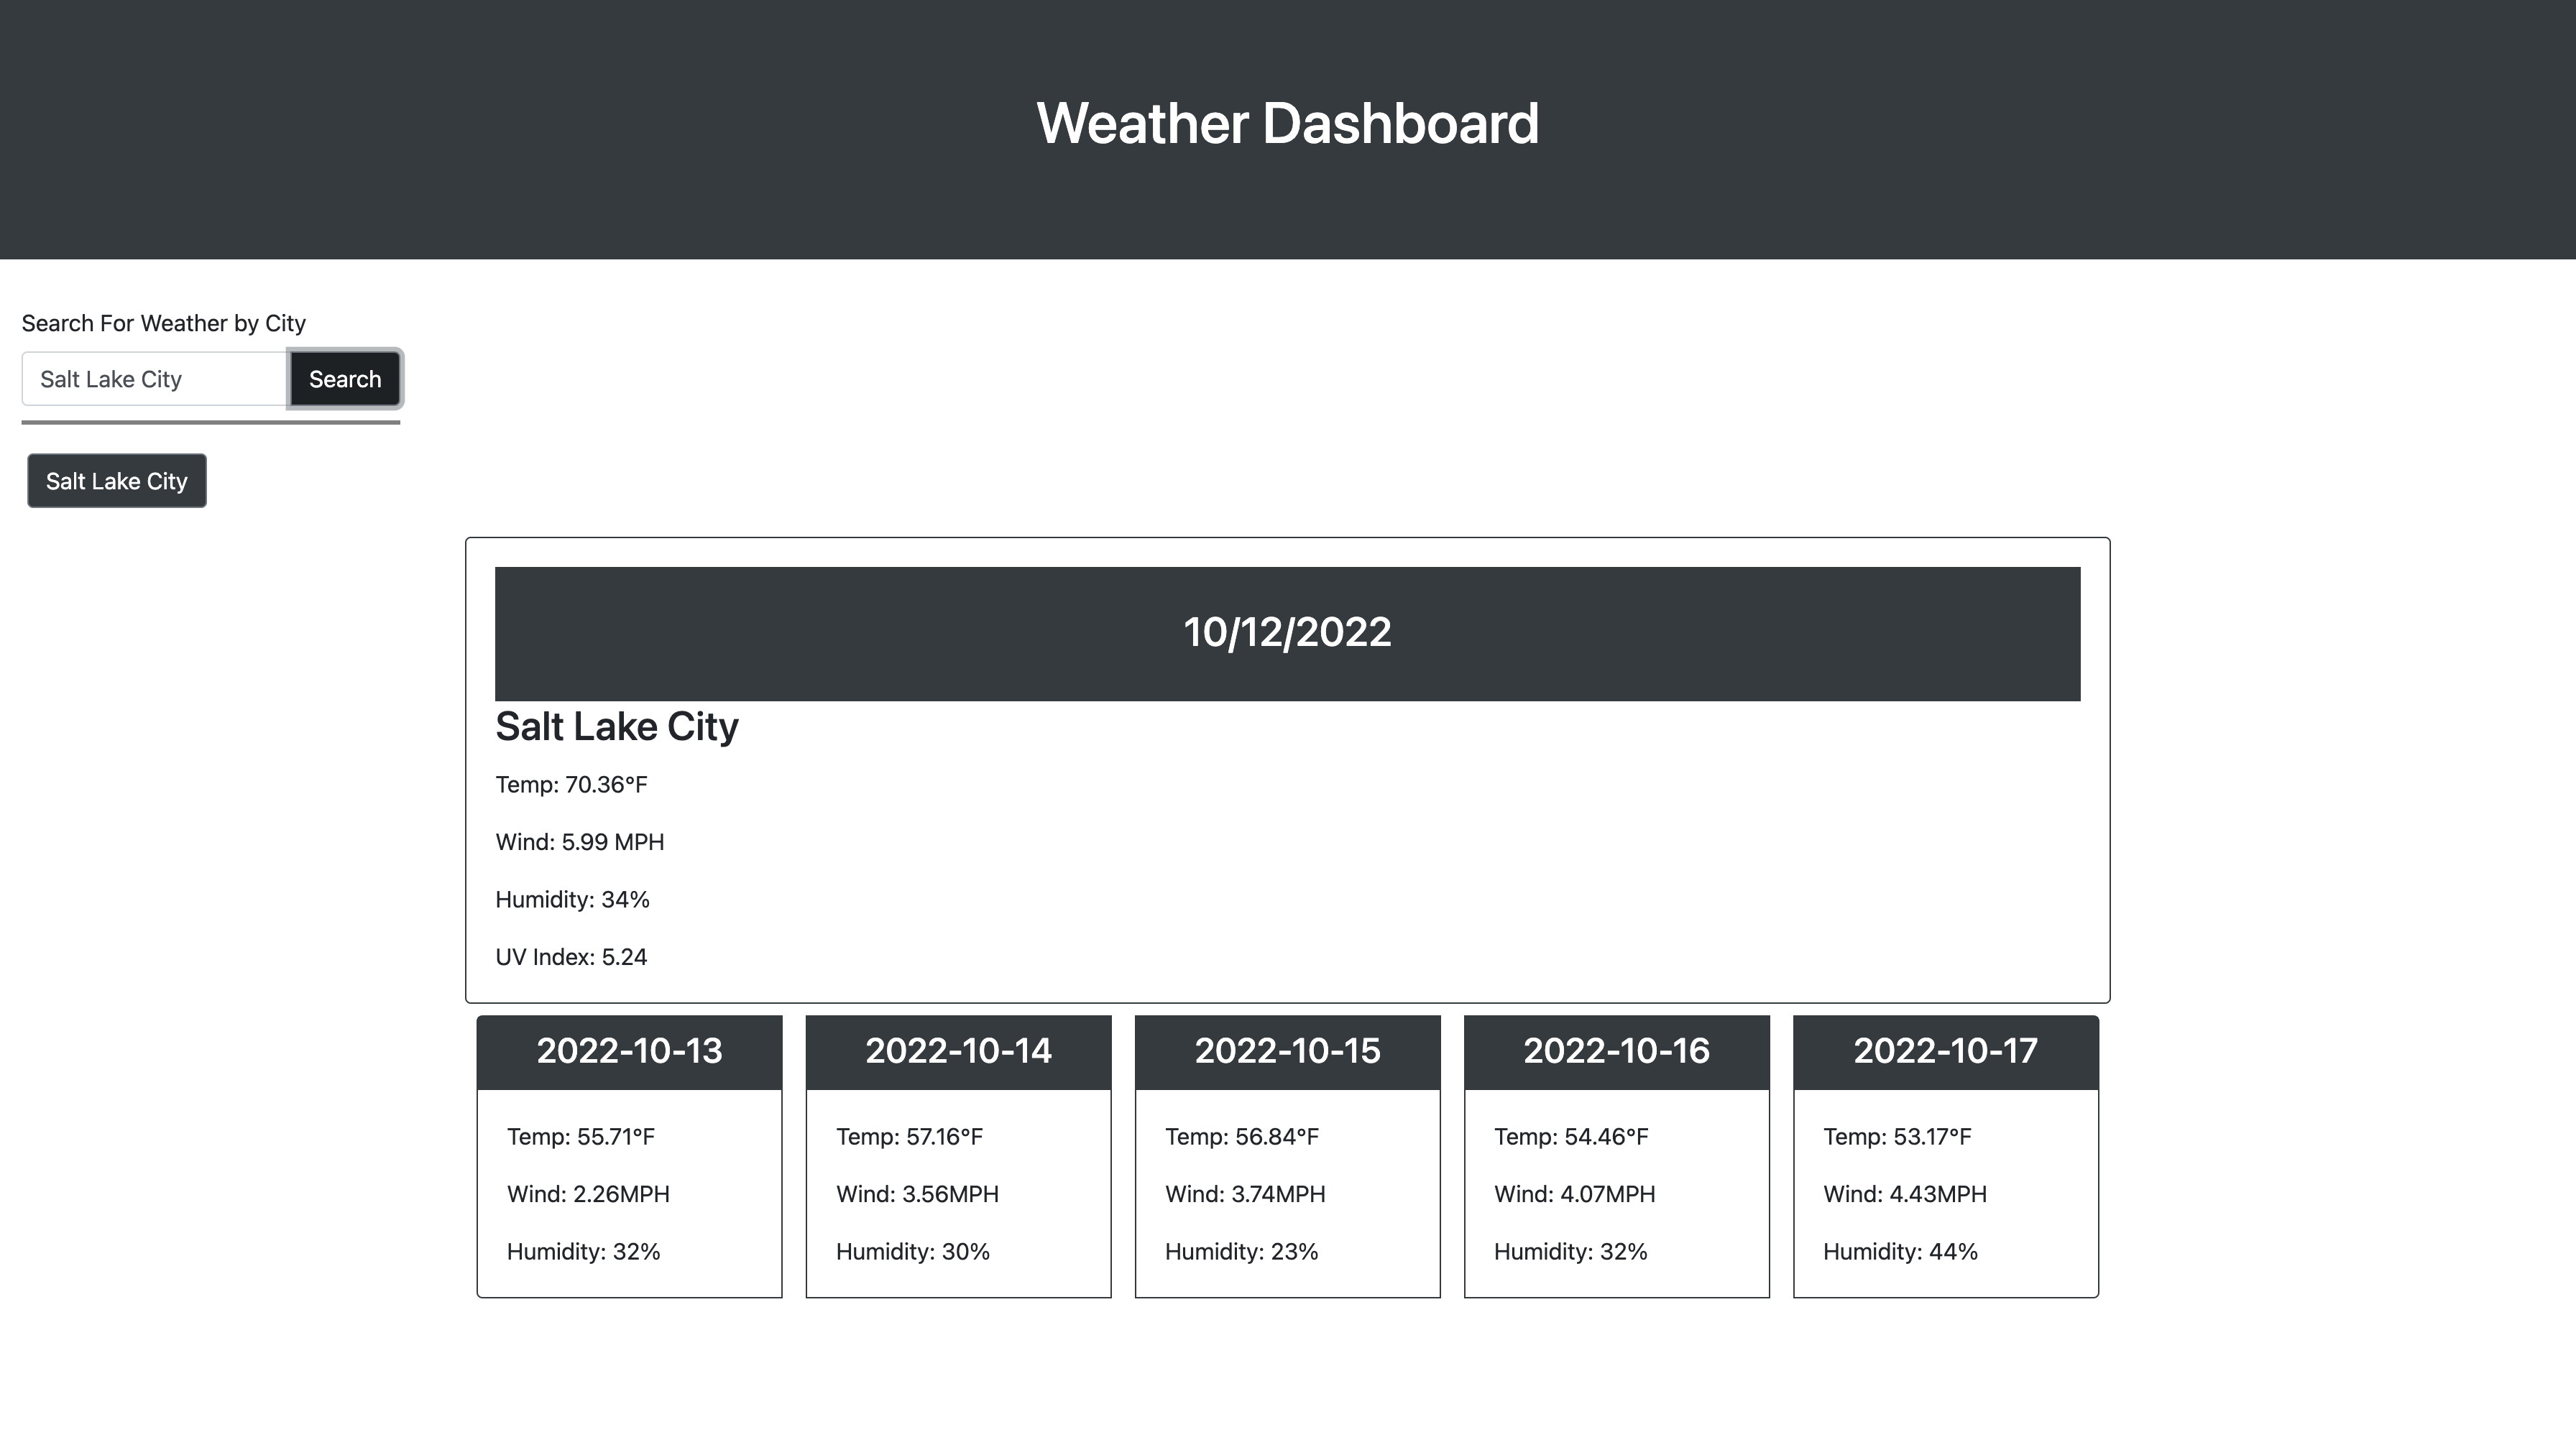 Weather Dashboard
Search For Weather by City
Salt Lake City
Search
Salt Lake City
10/12/2022
Salt Lake City
Temp: 70.36°F
Wind: 5.99 MPH
Humidity: 34%
UV Index: 5.24
2022-10-13
Temp: 55.71°F
Wind: 2.26MPH
Humidity: 32%
2022-10-14
Temp: 57.16°F
Wind: 3.56MPH
Humidity: 30%
2022-10-15
Temp: 56.84°F
Wind: 3.74MPH
Humidity: 23%
2022-10-16
Temp: 54.46°F
Wind: 4.07MPH
Humidity: 32%
2022-10-17
Temp: 53.17°F
Wind: 4.43MPH
Humidity: 44%